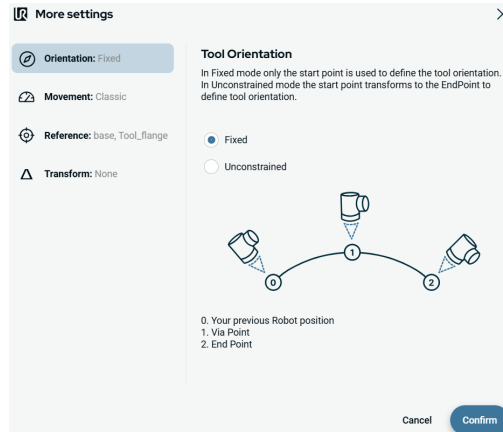 UR More settings
Orientation: Fixed
Movement: Classic
Reference: base, Tool_flange
Transform: None
Tool Orientation
In Fixed mode only the start point is used to define the tool orientation.
In Unconstrained mode the start point transforms to the EndPoint to
define tool orientation.
Fixed
Unconstrained
0
1
2
0. Your previous Robot position
1. Via Point
2. End Point
Cancel
Confirm